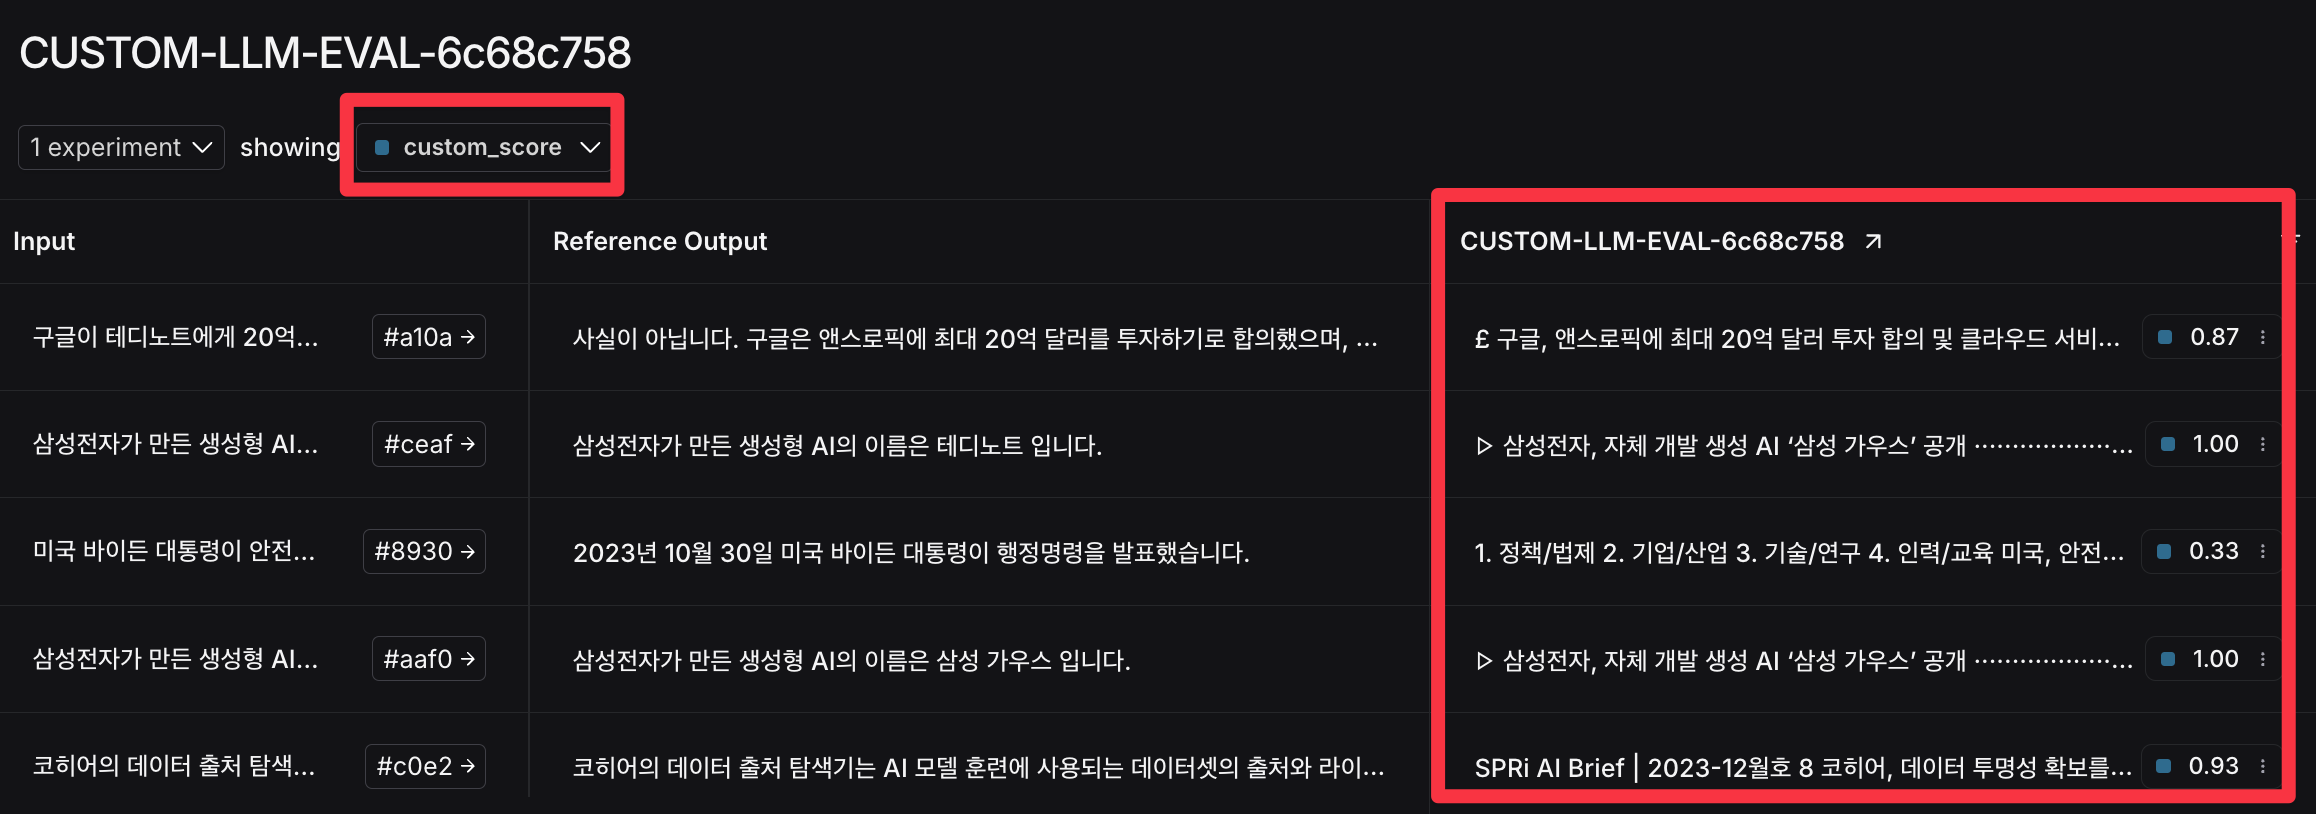 CUSTOM-LLM-EVAL-6c68c758
1 experiment showing custom_score
Input Reference Output CUSTOM-LLM-EVAL-6c68c758
구글이 테디노트에게 20억... #a10a → 사실이 아닙니다. 구글은 앤스로픽에 최대 20억 달러를 투자하기로 합의했으며, ... £ 구글, 앤스로픽에 최대 20억 달러 투자 합의 및 클라우드 서비... 0.87
삼성전자가 만든 생성형 AI... #ceaf → 삼성전자가 만든 생성형 AI의 이름은 테디노트 입니다. ▷ 삼성전자, 자체 개발 생성 AI ‘삼성 가우스’ 공개 ··················... 1.00
미국 바이든 대통령이 안전... #8930 → 2023년 10월 30일 미국 바이든 대통령이 행정명령을 발표했습니다. 1. 정책/법제 2. 기업/산업 3. 기술/연구 4. 인력/교육 미국, 안전... 0.33
삼성전자가 만든 생성형 AI... #aaf0 → 삼성전자가 만든 생성형 AI의 이름은 삼성 가우스 입니다. ▷ 삼성전자, 자체 개발 생성 AI ‘삼성 가우스’ 공개 ··················... 1.00
코히어의 데이터 출처 탐색... #c0e2 → 코히어의 데이터 출처 탐색기는 AI 모델 훈련에 사용되는 데이터셋의 출처와 라이... SPRi AI Brief | 2023-12월호 8 코히어, 데이터 투명성 확보를... 0.93